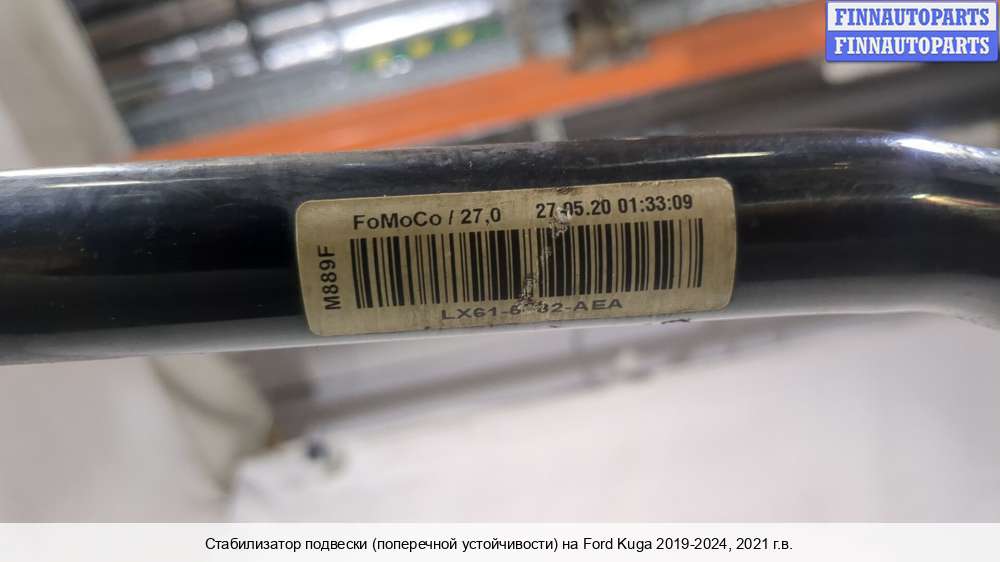 FINNAUTOPARTS
FINNAUTOPARTS
FoMoCo / 27,0 27.05.20 01:33:09
M889F
Стабилизатор подвески (поперечной устойчивости) на Ford Kuga 2019-2024, 2021 г.в.